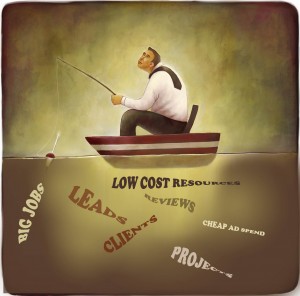 LOW COST RESOURCES
REVIEWS
LEADS
CLIENTS
BIG JOBS
CHEAP AD SPEND
PROJECTS